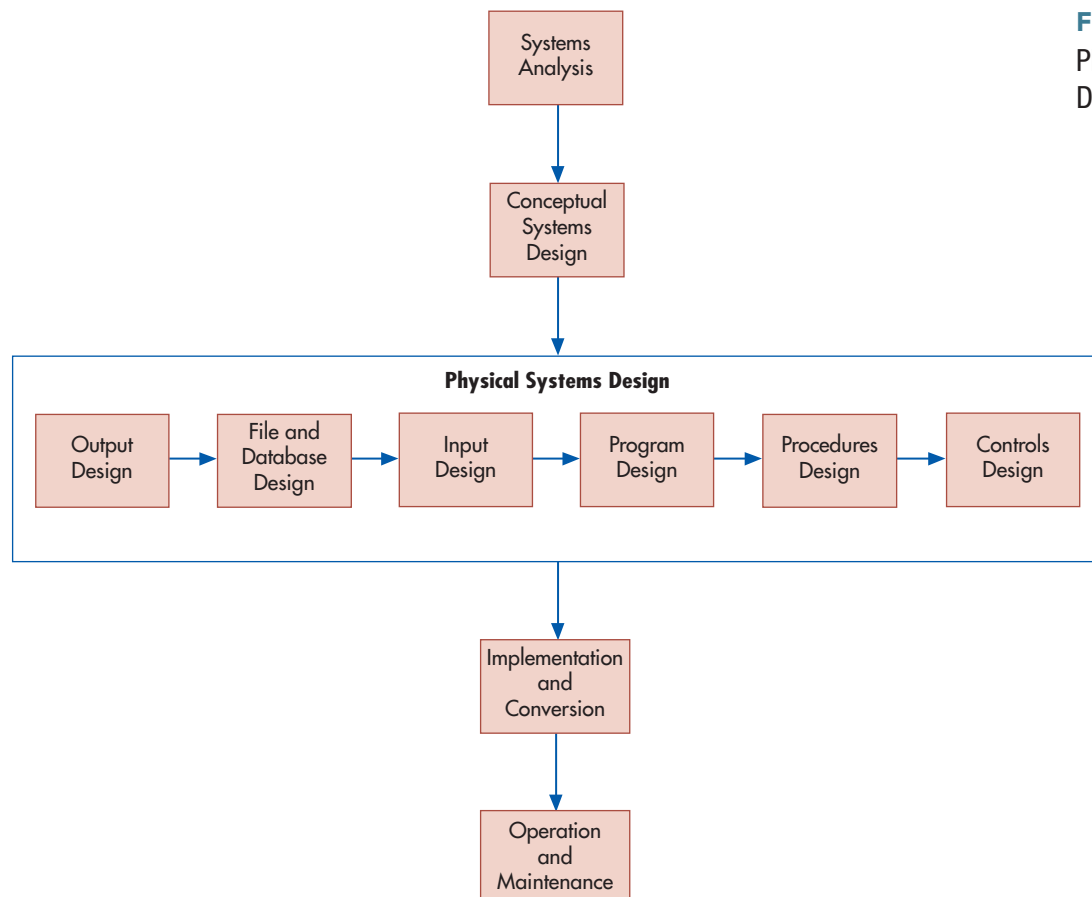 F
P
D
Systems
Analysis
Conceptual
Systems
Design
Physical Systems Design
Output
Design
File and
Database
Design
Input
Design
Program
Design
Procedures
Design
Controls
Design
Implementation
and
Conversion
Operation
and
Maintenance